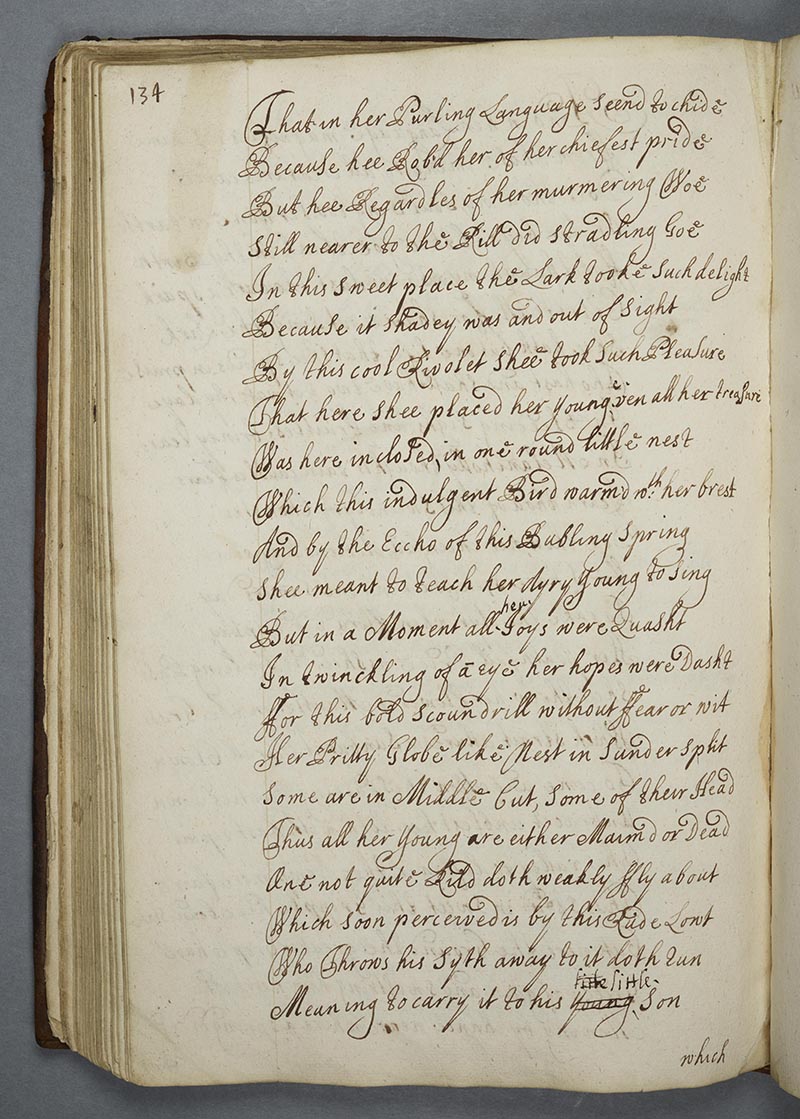 134
That in her Purling Language seem'd to chide
Because hee Rob'd her of her chiefest pride
But hee Regardles of her murmering Woe
Still nearer to the Rill did stradling Goe
In this sweet place the Lark tooke such delight
Because it shadey was and out of sight
By this cool Rivolet shee took such Pleasure
That here shee placed her young even all her treasure
Was here inclosed, in one round little nest
Which this indulgent Bird warm'd wth her brest
And by the Eccho of this Bubling Spring
Shee meant to teach her Ayry Young to sing
But in a Moment all her Joys were Quasht
In twinckling of ā eye her hopes were Dasht
ffor this bold scoundrill without ffear or wit
Her Pritty Globe like Nest in sunder split
Some are in Middle Cut, some of their Head
Thus all her Young are either Maim'd or Dead
One not quite Kild doth weakly ffly about
Which soon perceived is by this Rude Lowt
Who Throws his Syth away to it doth run
Meaning to carry it to his little Son
which